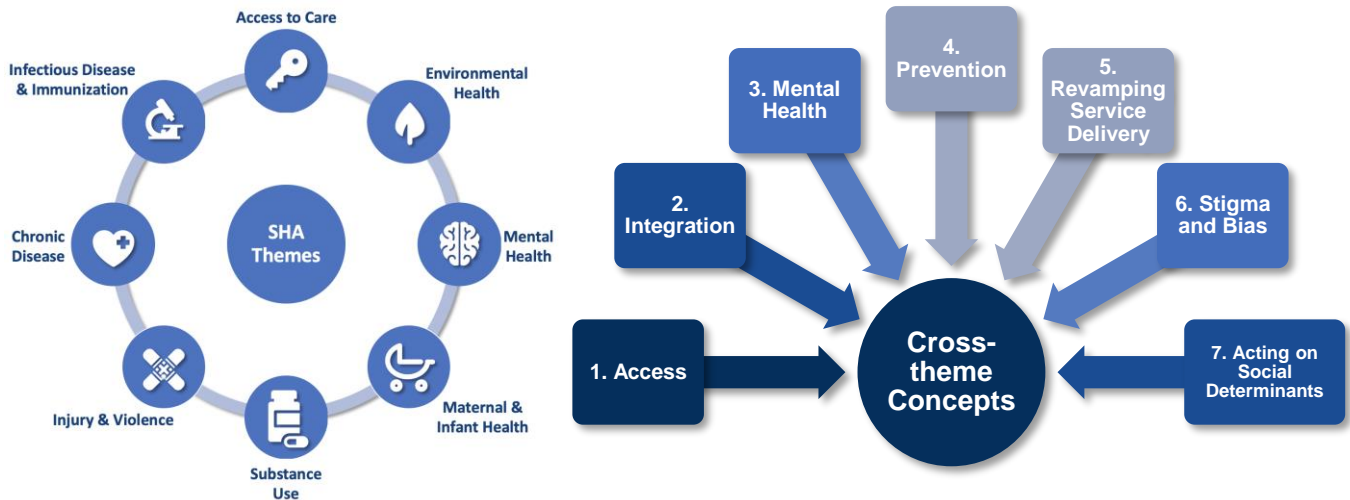 Access to Care
Environmental
Health
Mental
Health
Maternal &
Infant Health
Substance
Use
Injury & Violence
Chronic
Disease
Infectious Disease
& Immunization
SHA
Themes
1. Access
2.
Integration
3. Mental
Health
4.
Prevention
5.
Revamping
Service
Delivery
6. Stigma
and Bias
7. Acting on
Social
Determinants
Cross-
theme
Concepts